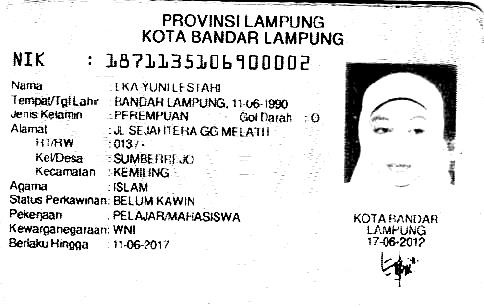 PROVINSI LAMPUNG
KOTA BANDAR LAMPUNG
NIK : 1871135106900002
Nama : EKA YUNI LESTARI
Tempat/Tgl Lahir : BANDAR LAMPUNG, 11-06-1990
Jenis Kelamin : PEREMPUAN Gol Darah : O
Alamat : JL SEJAHTERA GG MELATI
RT/RW : 013/-
Kel/Desa : SUMBERREJO
Kecamatan : KEMILING
Agama : ISLAM
Status Perkawinan: BELUM KAWIN
Pekerjaan : PELAJAR/MAHASISWA
Kewarganegaraan: WNI
Berlaku Hingga : 11-06-2017
KOTA BANDAR
LAMPUNG
17-06-2012